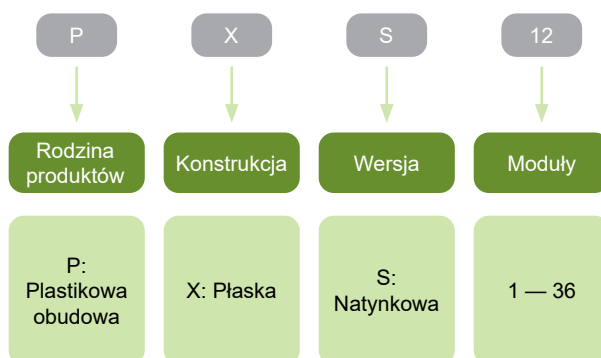 P
X
S
12
Rodzina
produktów
Konstrukcja
Wersja
Moduły
P:
Plastikowa
obudowa
X: Płaska
S:
Natynkowa
1 — 36